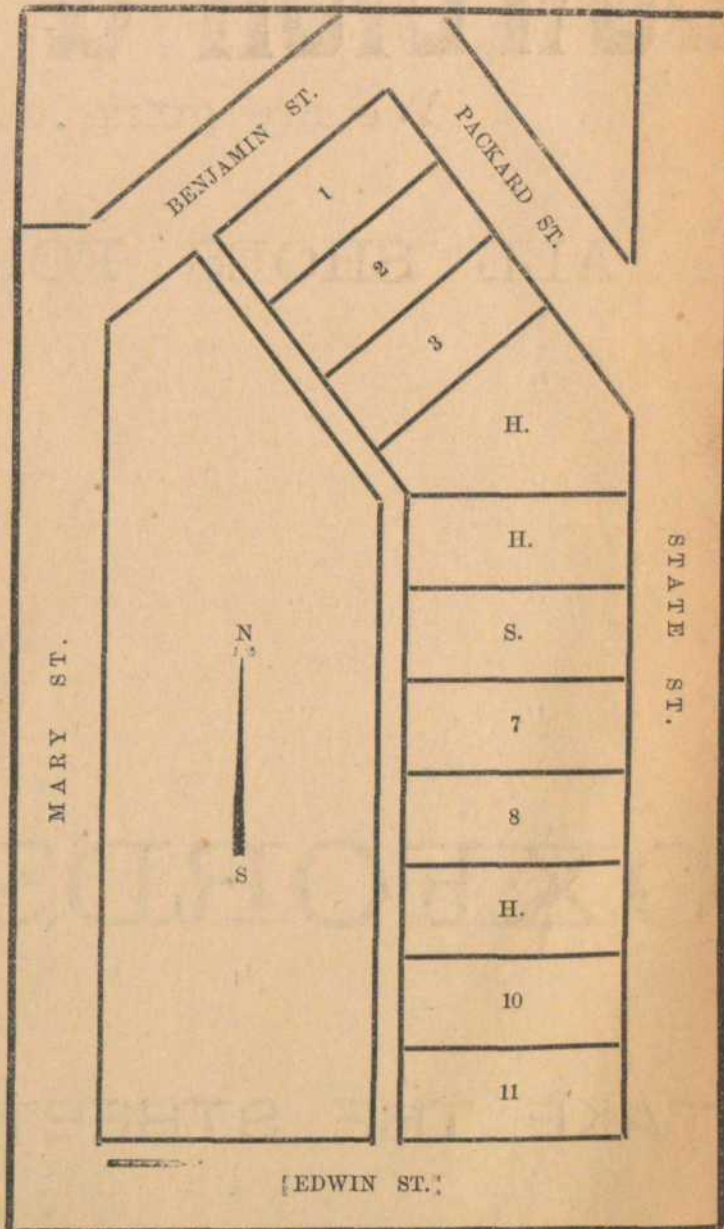 BENJAMIN ST.
PACKARD ST.
1
2
3
H.
H.
STATE ST.
S.
N
MARY ST.
7
8
S
H.
10
11
[EDWIN ST.]